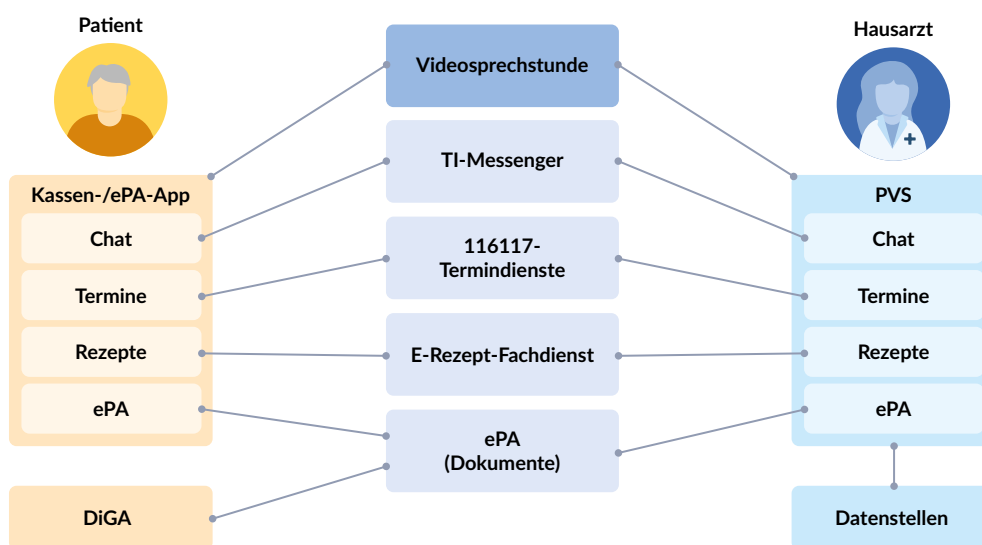 Patient
Kassen-/ePA-App
Chat
Termine
Rezepte
ePA
DiGA
Videosprechstunde
TI-Messenger
116117-
Termindienste
E-Rezept-Fachdienst
ePA
(Dokumente)
Hausarzt
PVS
Chat
Termine
Rezepte
ePA
Datenstellen